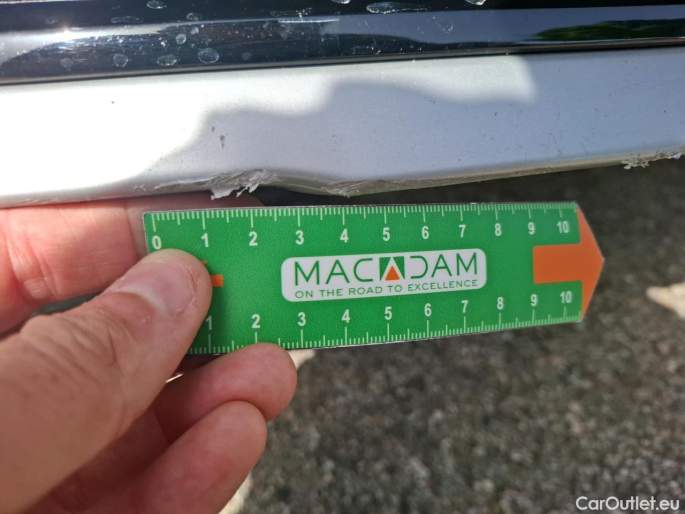 0 1 2 3 4 5 6 7 8 9 10
MACADAM
ON THE ROAD TO EXCELLENCE
1 2 3 4 5 6 7 8 9 10
CarOutlet.eu